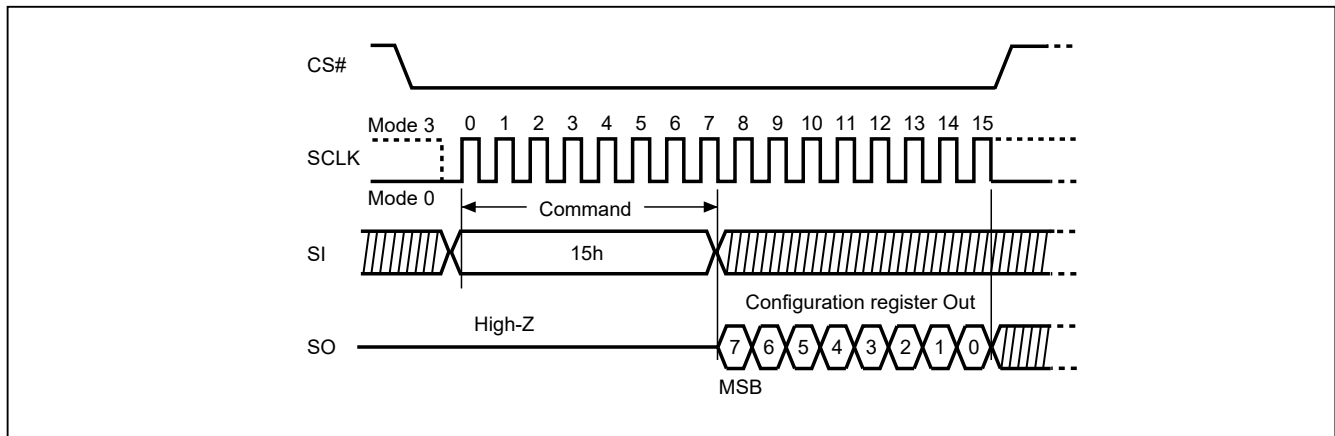 CS#
Mode 3
0 1 2 3 4 5 6 7 8 9 10 11 12 13 14 15
SCLK
Mode 0
Command
SI
15h
Configuration register Out
High-Z
SO
7 6 5 4 3 2 1 0
MSB